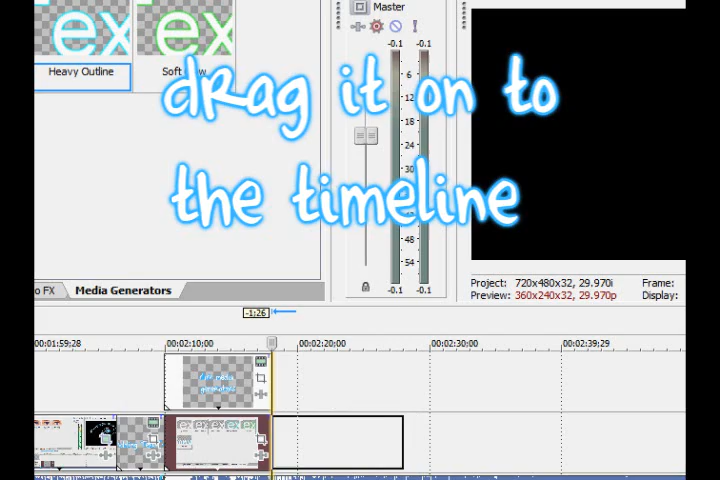 Master
-0.1 -0.1
ex ex
Heavy Outline
6
12
18
24
30
48
54
drag it on to
the timeline
o FX
Media Generators
-0.1 -0.1
Project: 720x480x32, 29.970i Frame:
Preview: 360x240x32, 29.970p Display:
-1;26
00:01:59;28 00:02:10;00 00:02:20;00 00:02:30;00 00:02:39;29